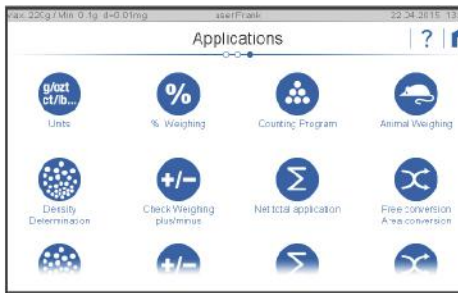 Max 220g / Min 0.1g d=0.01mg userFrank 22.04.2015 13
Applications
?
g/ozt
ct/lb...
%
Units
% Weighing
Counting Program
Animal Weighing
+/−
Σ
Density
Determination
Check Weighing
plus/minus
Net total application
Free conversion
Area conversion
+/−
Σ